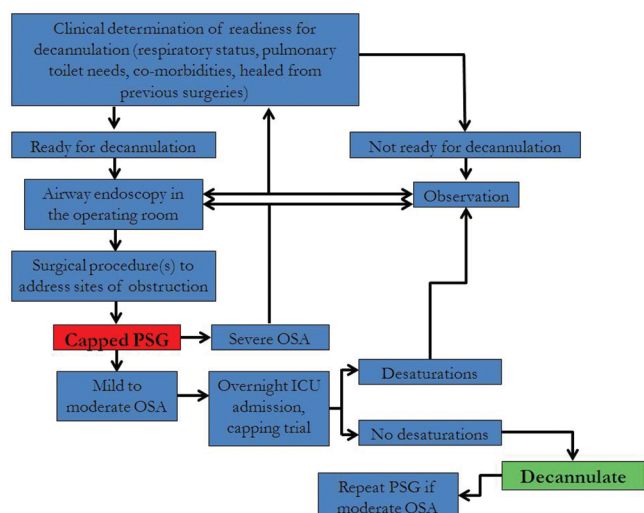 Clinical determination of readiness for
decannulation (respiratory status, pulmonary
toilet needs, co-morbidities, healed from
previous surgeries)
Ready for decannulation
Not ready for decannulation
Airway endoscopy in
the operating room
Observation
Surgical procedure(s) to
address sites of obstruction
Capped PSG
Severe OSA
Mild to
moderate OSA
Overnight ICU
admission,
capping trial
Desaturations
No desaturations
Decannulate
Repeat PSG if
moderate OSA